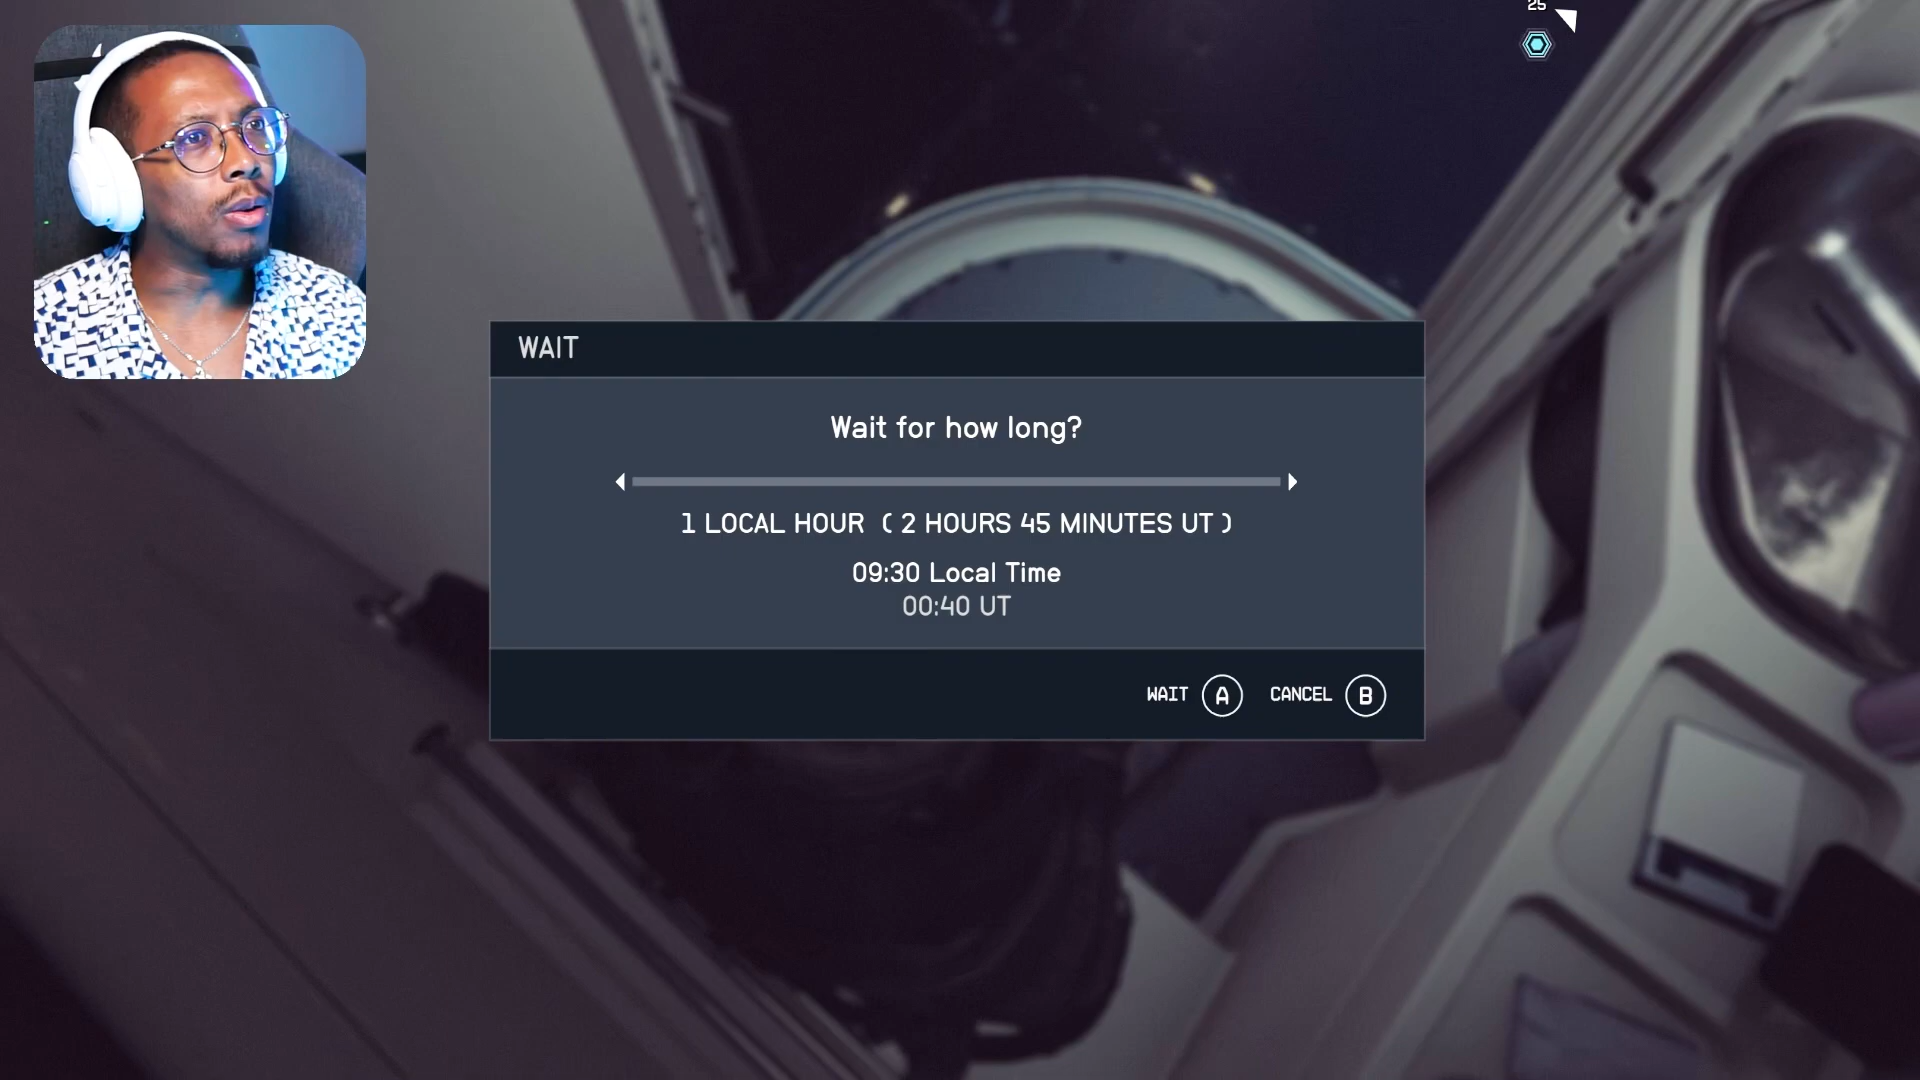 25
WAIT
Wait for how long?
1 LOCAL HOUR ( 2 HOURS 45 MINUTES UT )
09:30 Local Time
00:40 UT
WAIT A CANCEL B